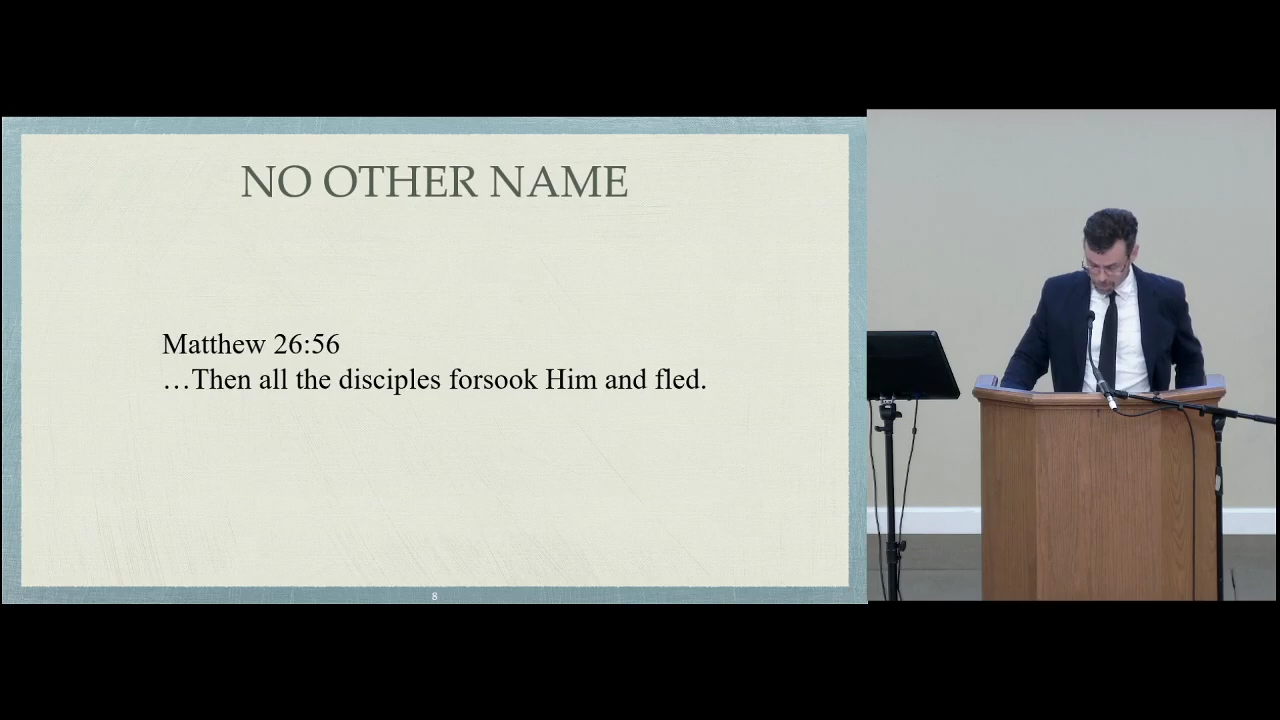 NO OTHER NAME
Matthew 26:56
…Then all the disciples forsook Him and fled.
8